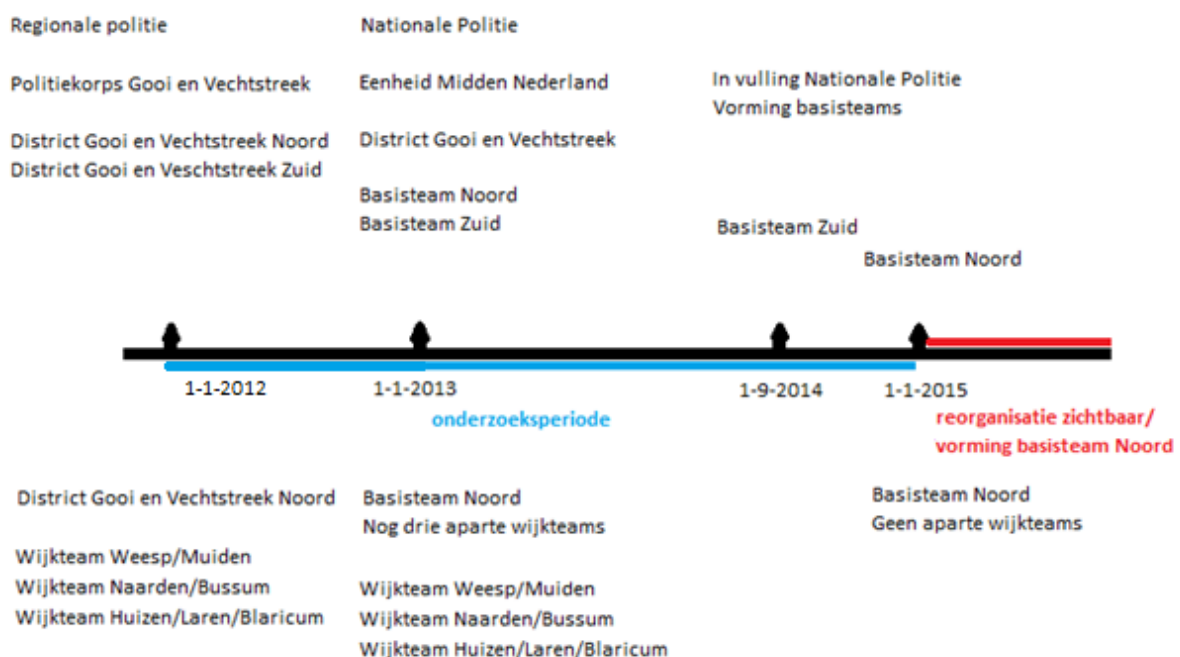 Regionale politie
Nationale Politie
Politiekorps Gooi en Vechtstreek
Eenheid Midden Nederland
In vulling Nationale Politie
Vorming basisteams
District Gooi en Vechtstreek Noord
District Gooi en Veschtstreek Zuid
District Gooi en Vechtstreek
Basisteam Noord
Basisteam Zuid
Basisteam Zuid
Basisteam Noord
1-1-2012
1-1-2013
1-9-2014
1-1-2015
onderzoeksperiode
reorganisatie zichtbaar/
vorming basisteam Noord
District Gooi en Vechtstreek Noord
Wijkteam Weesp/Muiden
Wijkteam Naarden/Bussum
Wijkteam Huizen/Laren/Blaricum
Basisteam Noord
Nog drie aparte wijkteams
Wijkteam Weesp/Muiden
Wijkteam Naarden/Bussum
Wijkteam Huizen/Laren/Blaricum
Basisteam Noord
Geen aparte wijkteams